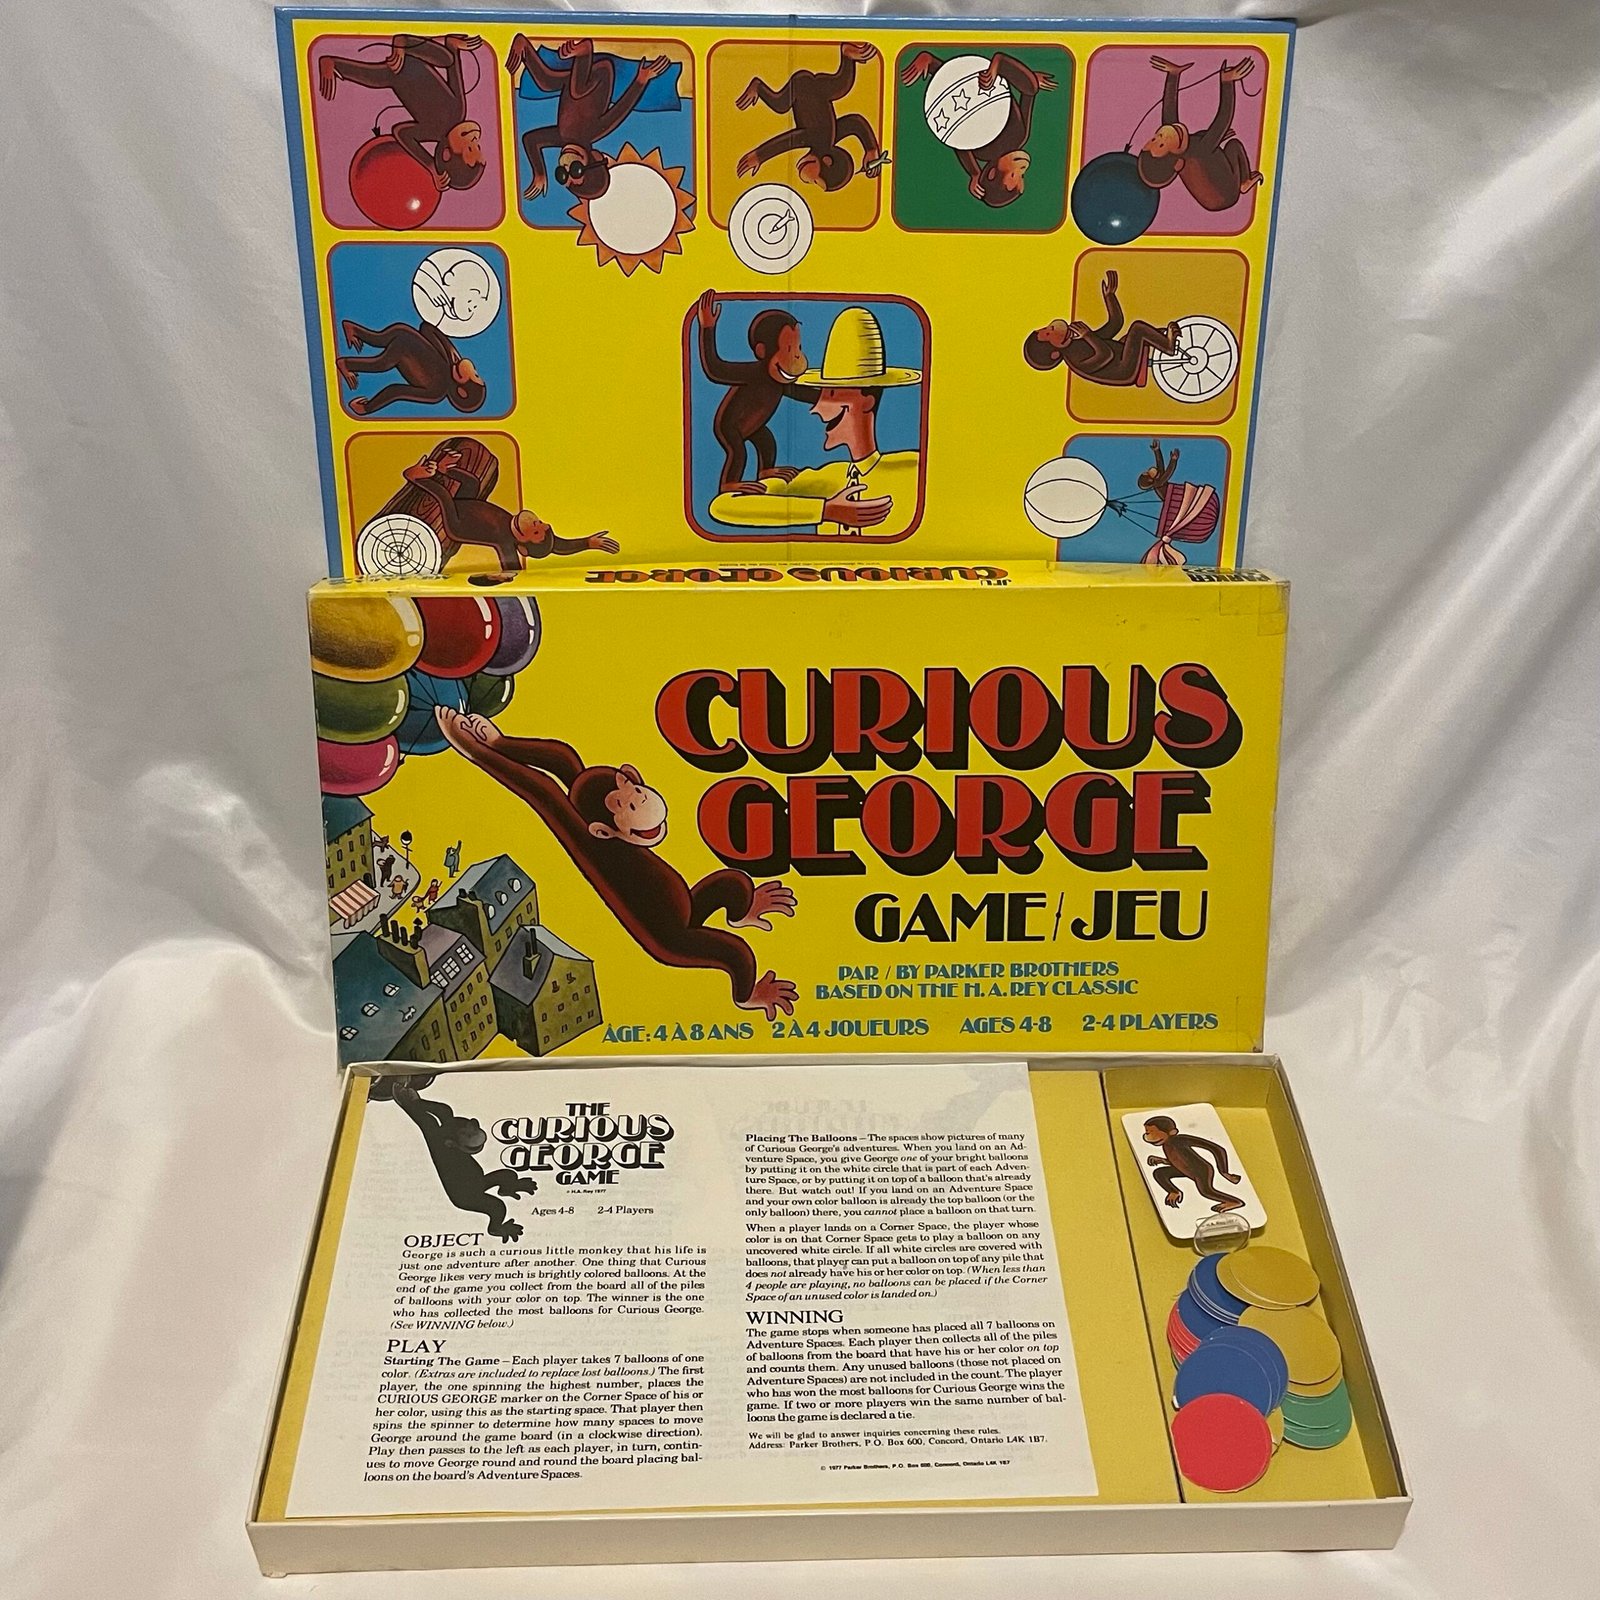 JEU
CURIOUS GEORGE
CURIOUS
GEORGE
GAME/JEU
PAR / BY PARKER BROTHERS
BASED ON THE H. A. REY CLASSIC
ÂGE: 4 À 8 ANS 2 À 4 JOUEURS AGES 4-8 2-4 PLAYERS
THE
CURIOUS
GEORGE
GAME
© H.A. Rey 1977
Ages 4-8 2-4 Players
OBJECT
George is such a curious little monkey that his life is
just one adventure after another. One thing that Curious
George likes very much is brightly colored balloons. At the
end of the game you collect from the board all of the piles
of balloons with your color on top. The winner is the one
who has collected the most balloons for Curious George.
(See WINNING below.)
PLAY
Starting The Game – Each player takes 7 balloons of one
color. (Extras are included to replace lost balloons.) The first
player, the one spinning the highest number, places the
CURIOUS GEORGE marker on the Corner Space of his or
her color, using this as the starting space. That player then
spins the spinner to determine how many spaces to move
George around the game board (in a clockwise direction).
Play then passes to the left as each player, in turn, contin-
ues to move George round and round the board placing bal-
loons on the board's Adventure Spaces.
Placing The Balloons – The spaces show pictures of many
of Curious George's adventures. When you land on an Ad-
venture Space, you give George one of your bright balloons
by putting it on the white circle that is part of each Adven-
ture Space, or by putting it on top of a balloon that's already
there. But watch out! If you land on an Adventure Space
and your own color balloon is already the top balloon (or the
only balloon) there, you cannot place a balloon on that turn.
When a player lands on a Corner Space, the player whose
color is on that Corner Space gets to play a balloon on any
uncovered white circle. If all white circles are covered with
balloons, that player can put a balloon on top of any pile that
does not already have his or her color on top. (When less than
4 people are playing, no balloons can be placed if the Corner
Space of an unused color is landed on.)
WINNING
The game stops when someone has placed all 7 balloons on
Adventure Spaces. Each player then collects all of the piles
of balloons from the board that have his or her color on top
and counts them. Any unused balloons (those not placed on
Adventure Spaces) are not included in the count. The player
who has won the most balloons for Curious George wins the
game. If two or more players win the same number of bal-
loons the game is declared a tie.
We will be glad to answer inquiries concerning these rules.
Address: Parker Brothers, P.O. Box 600, Concord, Ontario L4K 1B7.
© 1977 Parker Brothers, P.O. Box 600, Concord, Ontario L4K 1B7